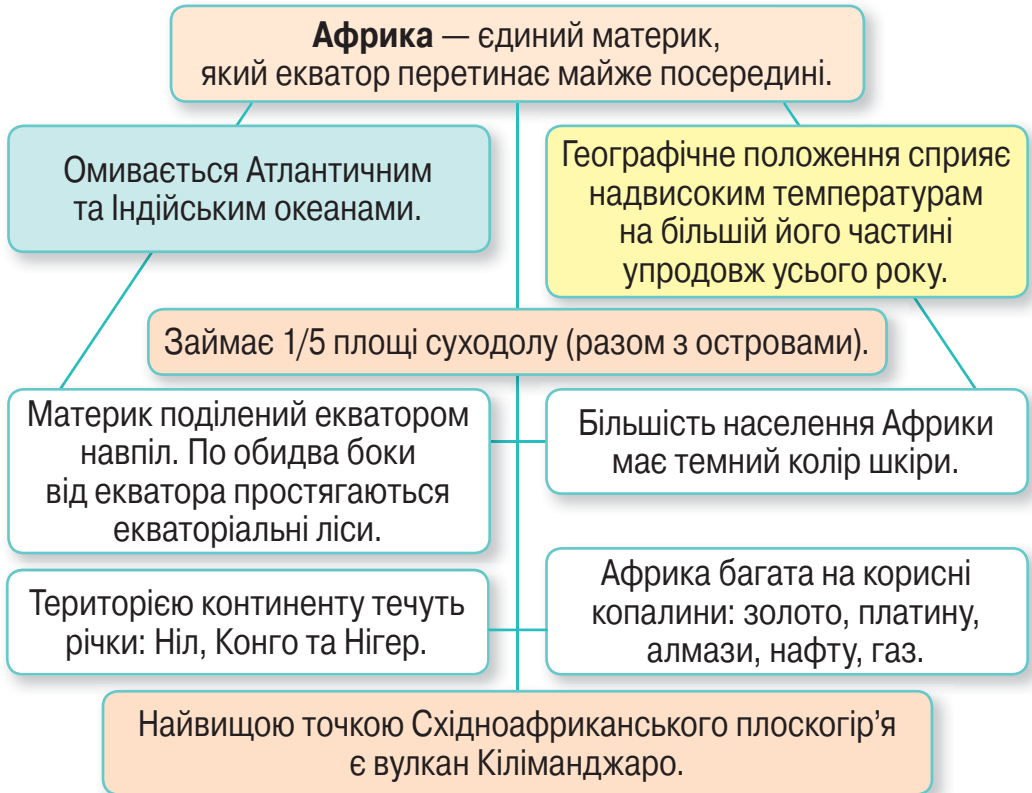 Африка — єдиний материк,
який екватор перетинає майже посередині.
Омивається Атлантичним
та Індійським океанами.
Географічне положення сприяє
надвисоким температурам
на більшій його частині
упродовж усього року.
Займає 1/5 площі суходолу (разом з островами).
Материк поділений екватором
навпіл. По обидва боки
від екватора простягаються
екваторіальні ліси.
Більшість населення Африки
має темний колір шкіри.
Територією континенту течуть
річки: Ніл, Конго та Нігер.
Африка багата на корисні
копалини: золото, платину,
алмази, нафту, газ.
Найвищою точкою Східноафриканського плоскогір’я
є вулкан Кіліманджаро.